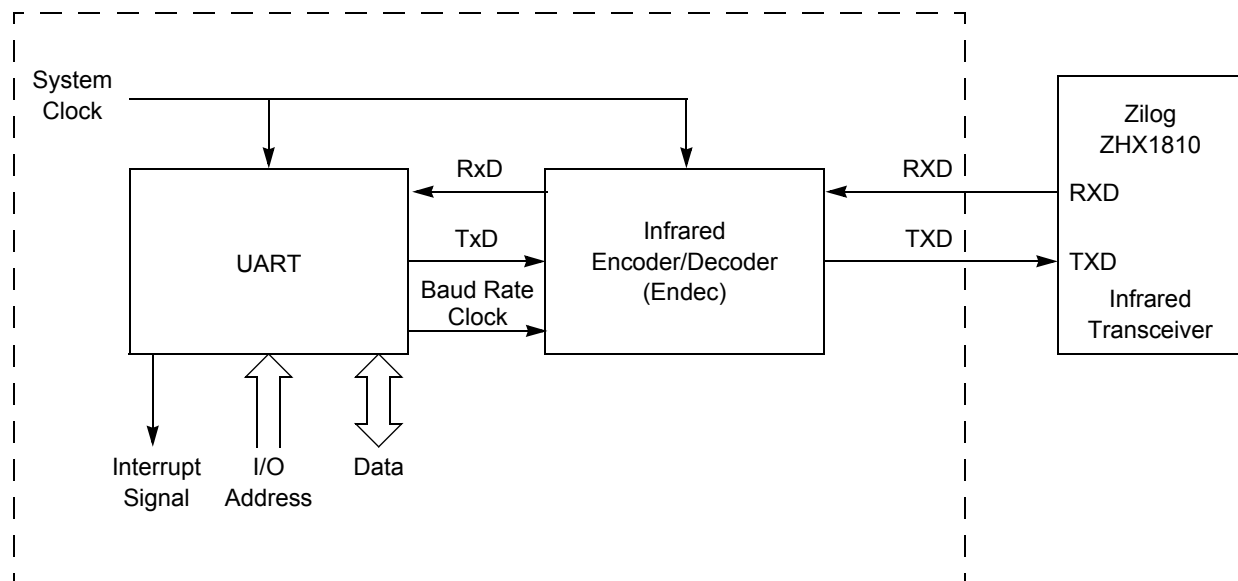 System
Clock
Zilog
ZHX1810
RxD
RXD
RXD
TxD
Infrared
Encoder/Decoder
(Endec)
TXD
TXD
UART
Baud Rate
Clock
Infrared
Transceiver
Interrupt
Signal
I/O
Address
Data